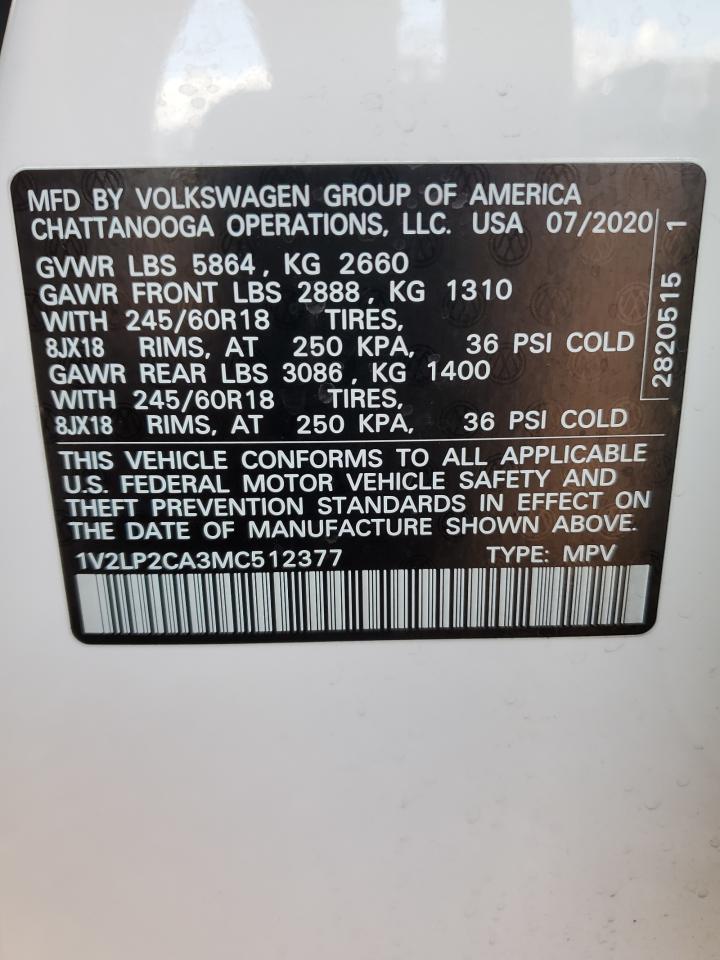 MFD BY VOLKSWAGEN GROUP OF AMERICA
CHATTANOOGA OPERATIONS, LLC. USA 07/2020
GVWR LBS 5864, KG 2660
GAWR FRONT LBS 2888, KG 1310
WITH 245/60R18 TIRES,
8JX18 RIMS, AT 250 KPA, 36 PSI COLD
GAWR REAR LBS 3086, KG 1400
WITH 245/60R18 TIRES,
8JX18 RIMS, AT 250 KPA, 36 PSI COLD
2820515 1
THIS VEHICLE CONFORMS TO ALL APPLICABLE
U.S. FEDERAL MOTOR VEHICLE SAFETY AND
THEFT PREVENTION STANDARDS IN EFFECT ON
THE DATE OF MANUFACTURE SHOWN ABOVE.
1V2LP2CA3MC512377 TYPE: MPV